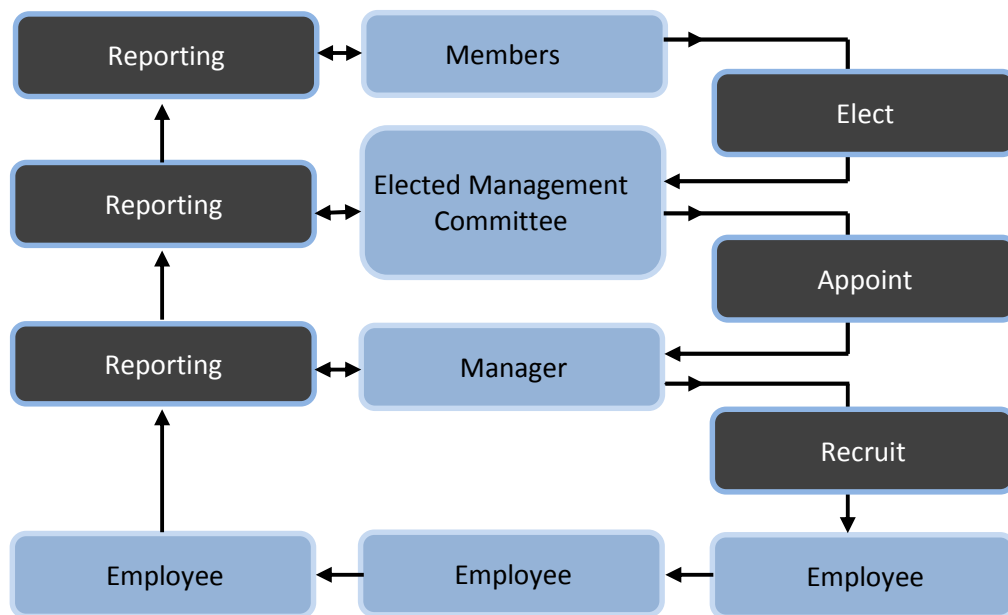 Reporting
Members
Elect
Reporting
Elected Management
Committee
Appoint
Reporting
Manager
Recruit
Employee
Employee
Employee